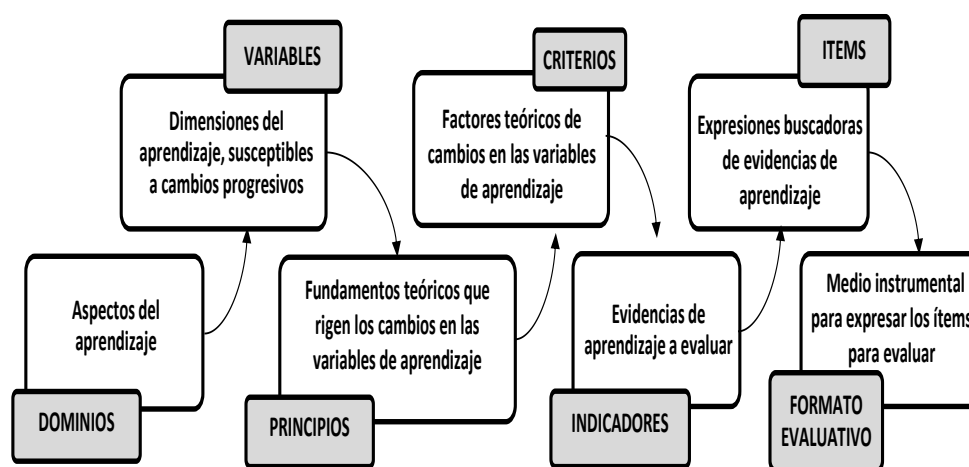 VARIABLES
Dimensiones del
aprendizaje, susceptibles
a cambios progresivos
CRITERIOS
Factores teóricos de
cambios en las variables
de aprendizaje
ITEMS
Expresiones buscadoras
de evidencias de
aprendizaje
Aspectos del
aprendizaje
DOMINIOS
Fundamentos teóricos que
rigen los cambios en las
variables de aprendizaje
PRINCIPIOS
Evidencias de
aprendizaje a evaluar
INDICADORES
Medio instrumental
para expresar los ítems
para evaluar
FORMATO
EVALUATIVO